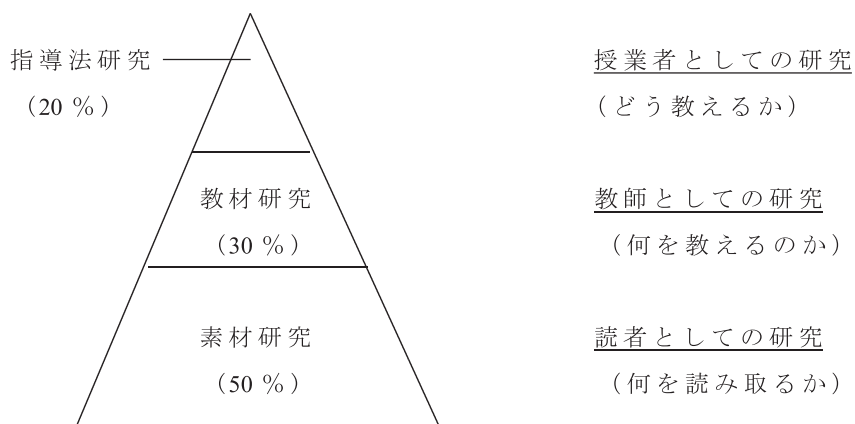 指導法研究
(20 %)
授業者としての研究
(どう教えるか)
教材研究
(30 %)
教師としての研究
(何を教えるのか)
素材研究
(50 %)
読者としての研究
(何を読み取るか)